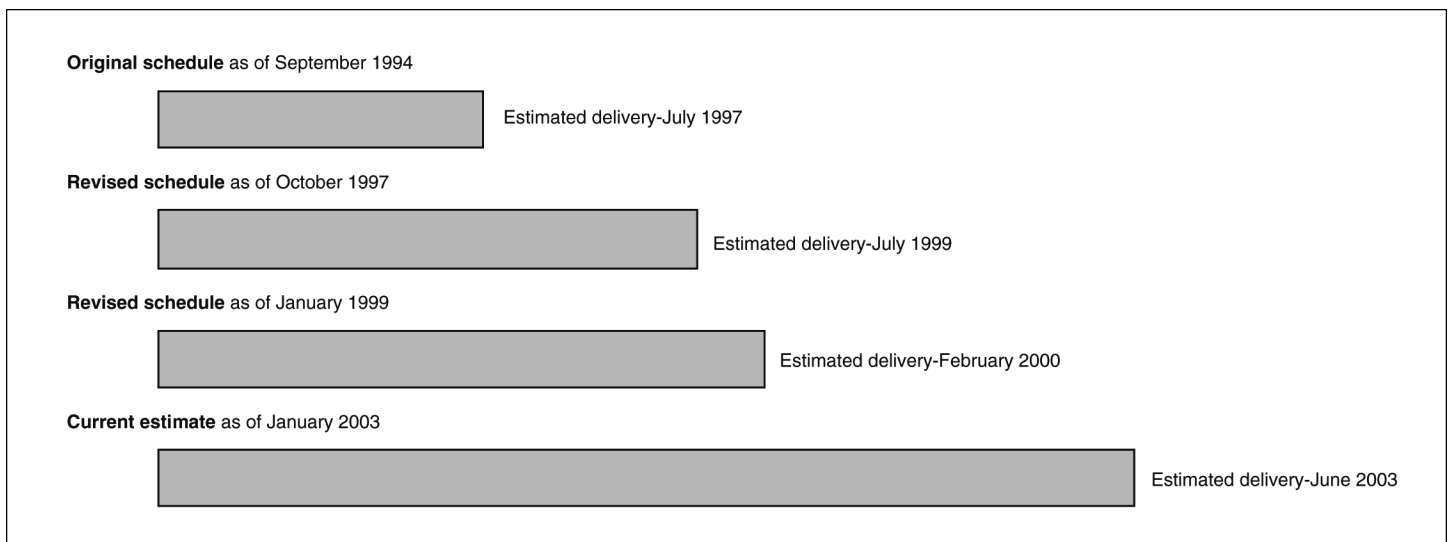 Original schedule as of September 1994
Estimated delivery-July 1997
Revised schedule as of October 1997
Estimated delivery-July 1999
Revised schedule as of January 1999
Estimated delivery-February 2000
Current estimate as of January 2003
Estimated delivery-June 2003